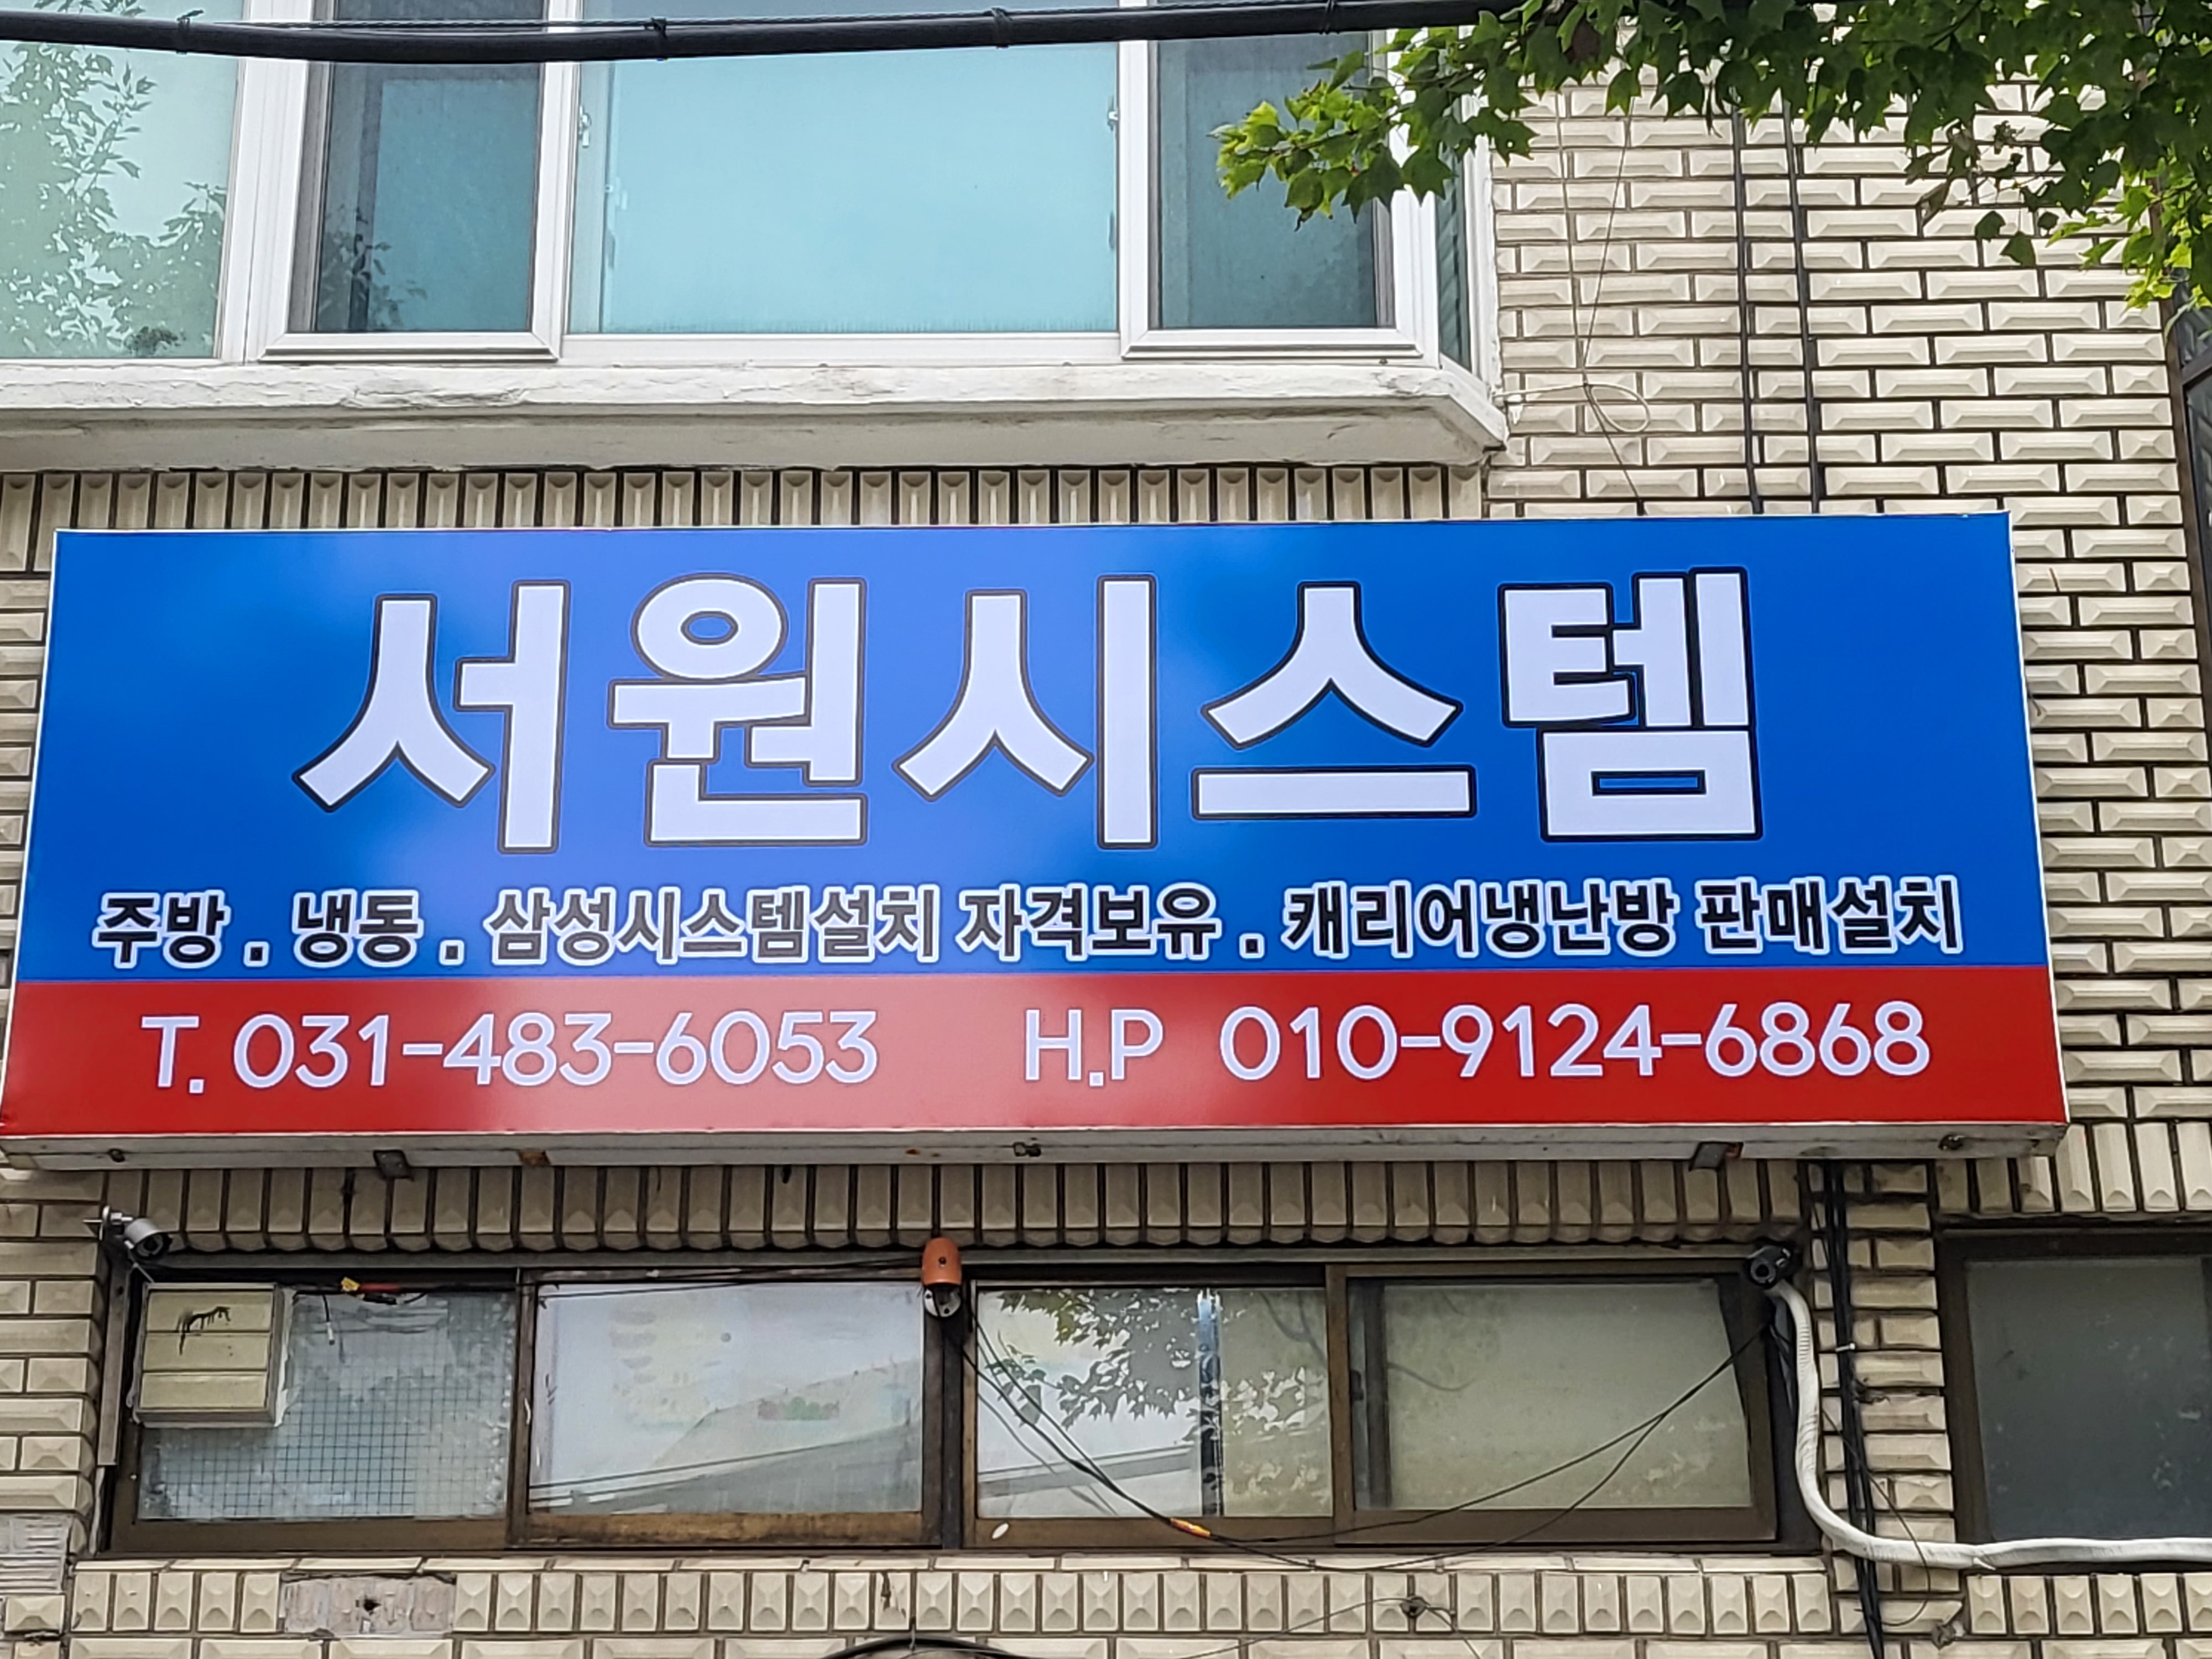 서원시스템
주방 . 냉동 . 삼성시스템설치 자격보유 . 캐리어냉난방 판매설치
T. 031-483-6053 H.P 010-9124-6868